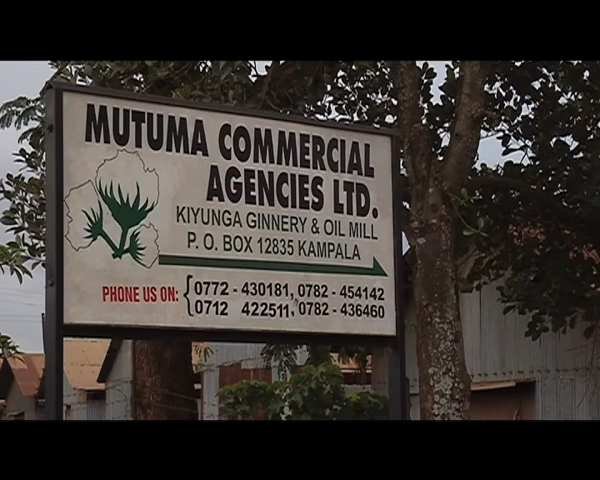 MUTUMA COMMERCIAL
AGENCIES LTD.
KIYUNGA GINNERY & OIL MILL
P. O. BOX 12835 KAMPALA
PHONE US ON: 0772 - 430181, 0782 - 454142
0712 422511, 0782 - 436460